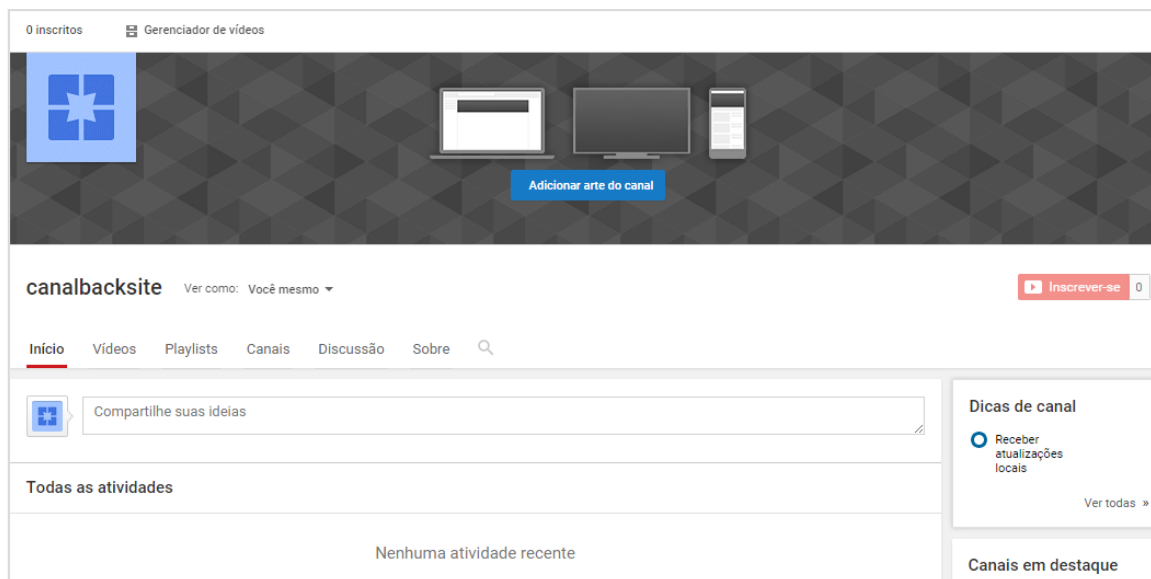 0 inscritos Gerenciador de vídeos
Adicionar arte do canal
canalbacksite Ver como: Você mesmo
Inscrever-se 0
Início Vídeos Playlists Canais Discussão Sobre
Compartilhe suas ideias
Todas as atividades
Nenhuma atividade recente
Dicas de canal
Receber
atualizações
locais
Ver todas »
Canais em destaque